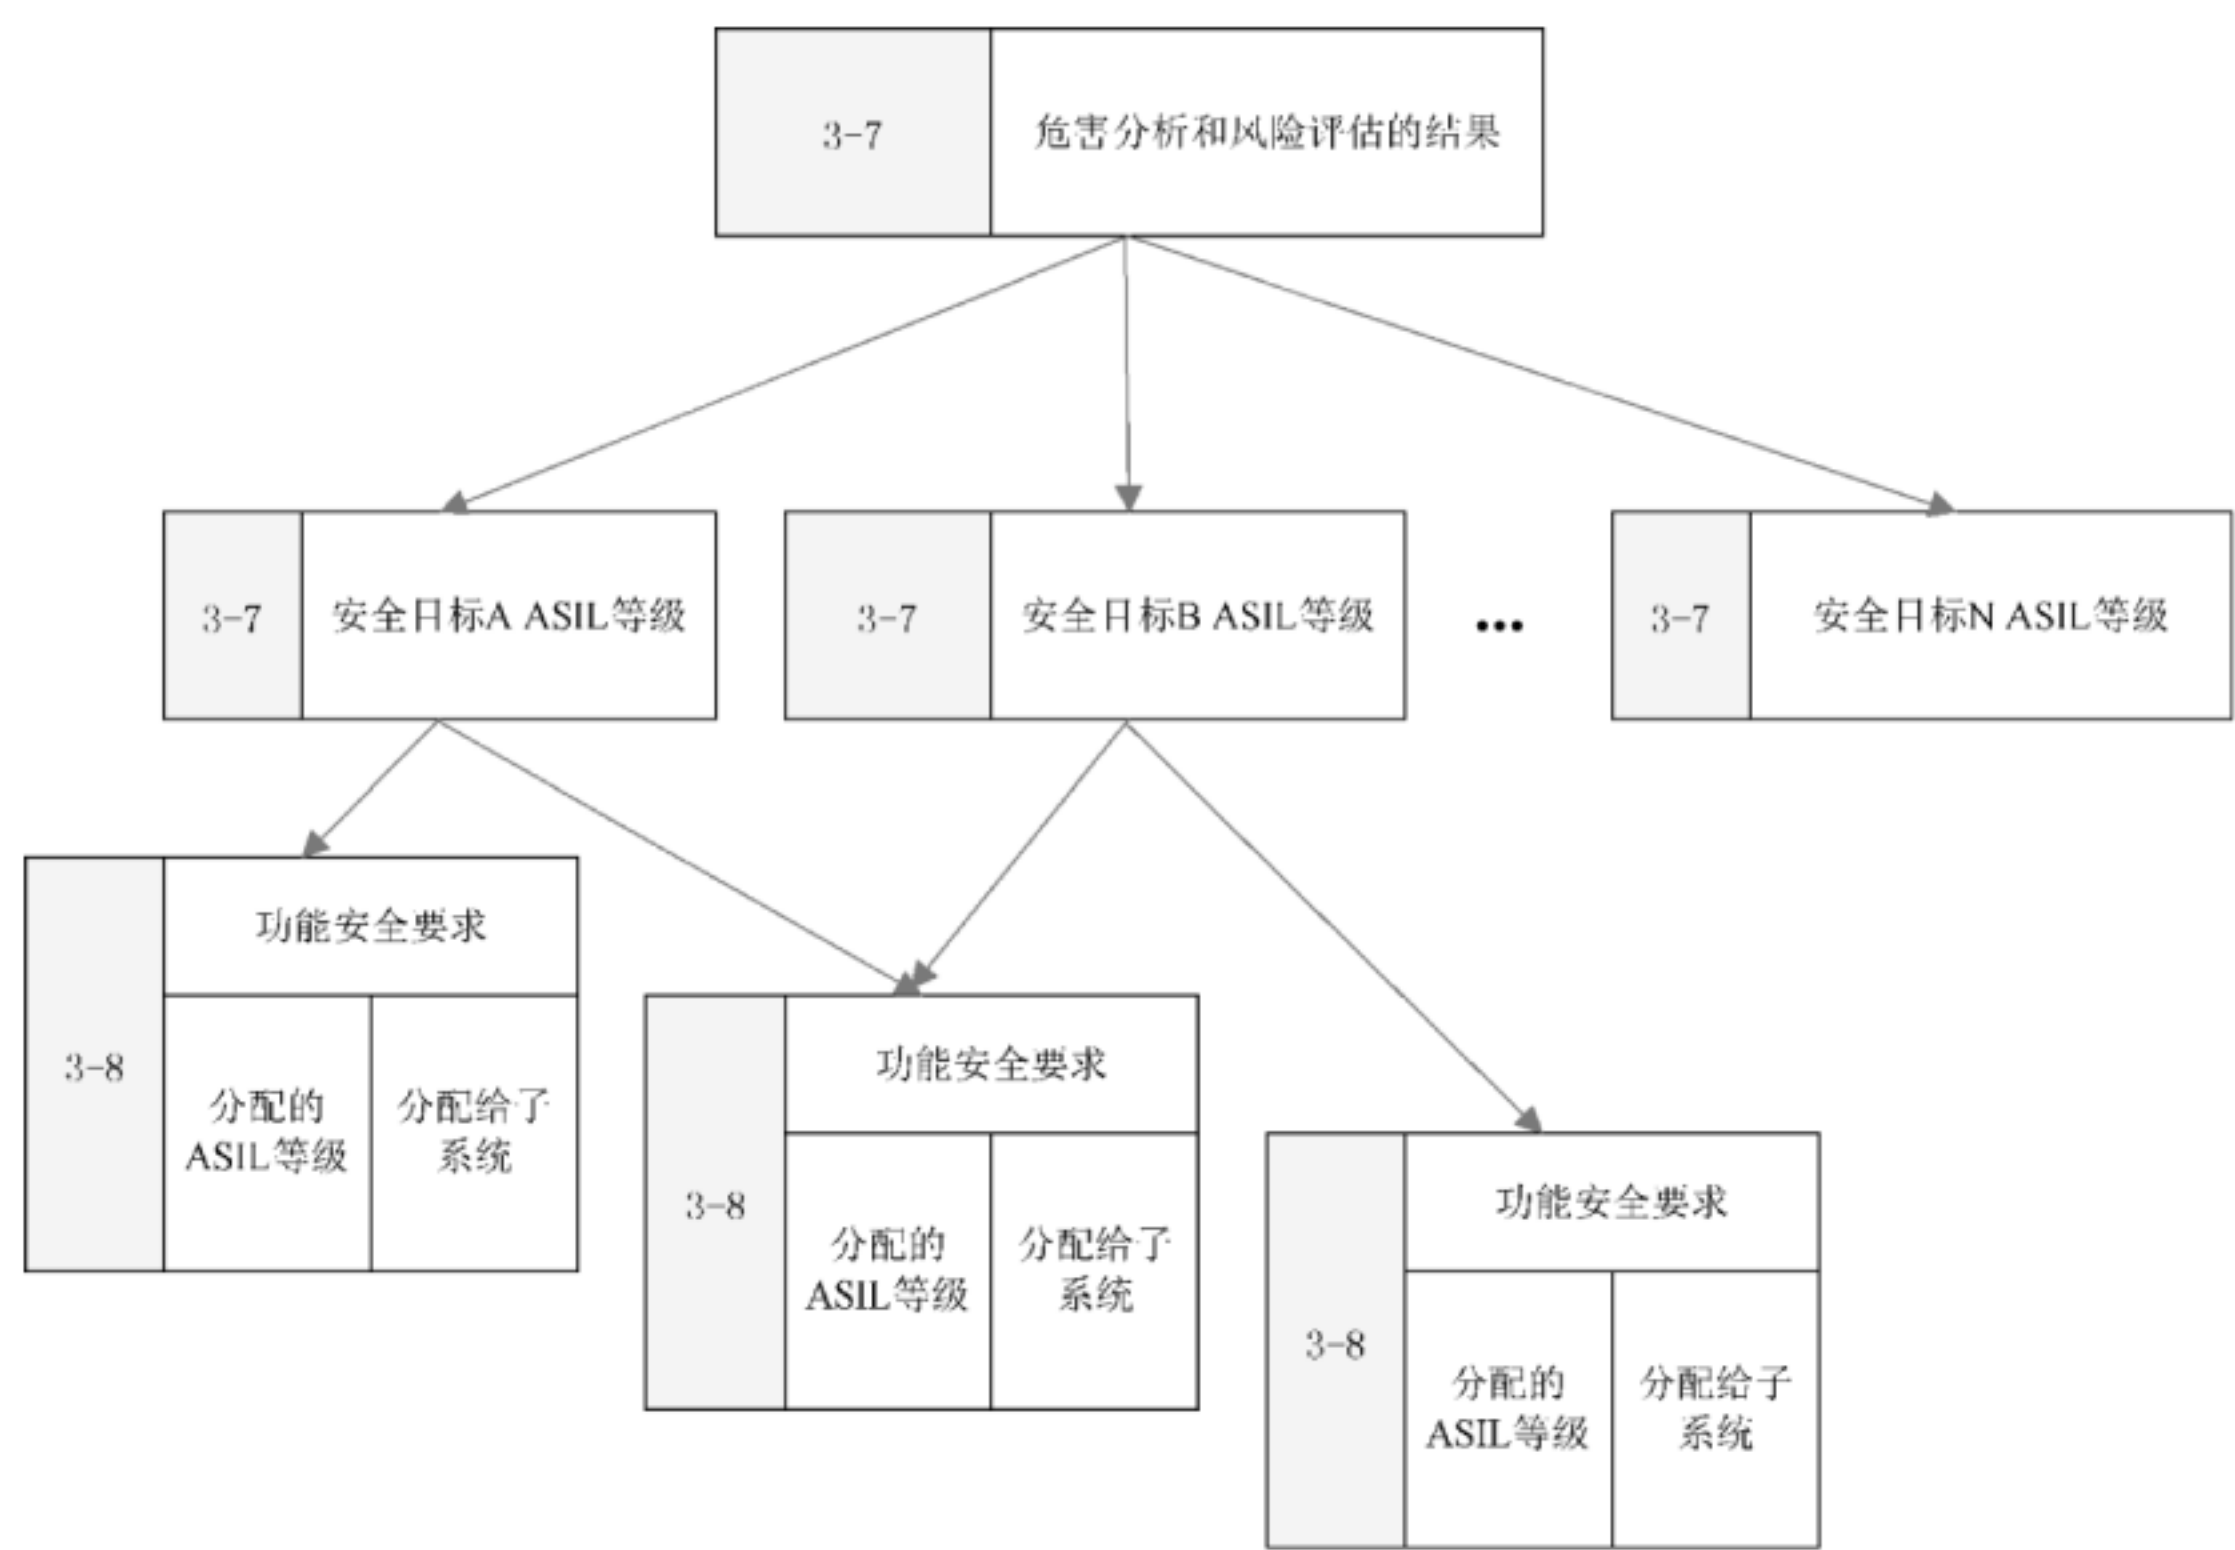 3-7
危害分析和风险评估的结果
3-7
安全目标A ASIL等级
3-7
安全目标B ASIL等级
...
3-7
安全目标N ASIL等级
3-8
功能安全要求
分配的
ASIL等级
分配给子
系统
3-8
功能安全要求
分配的
ASIL等级
分配给子
系统
3-8
功能安全要求
分配的
ASIL等级
分配给子
系统